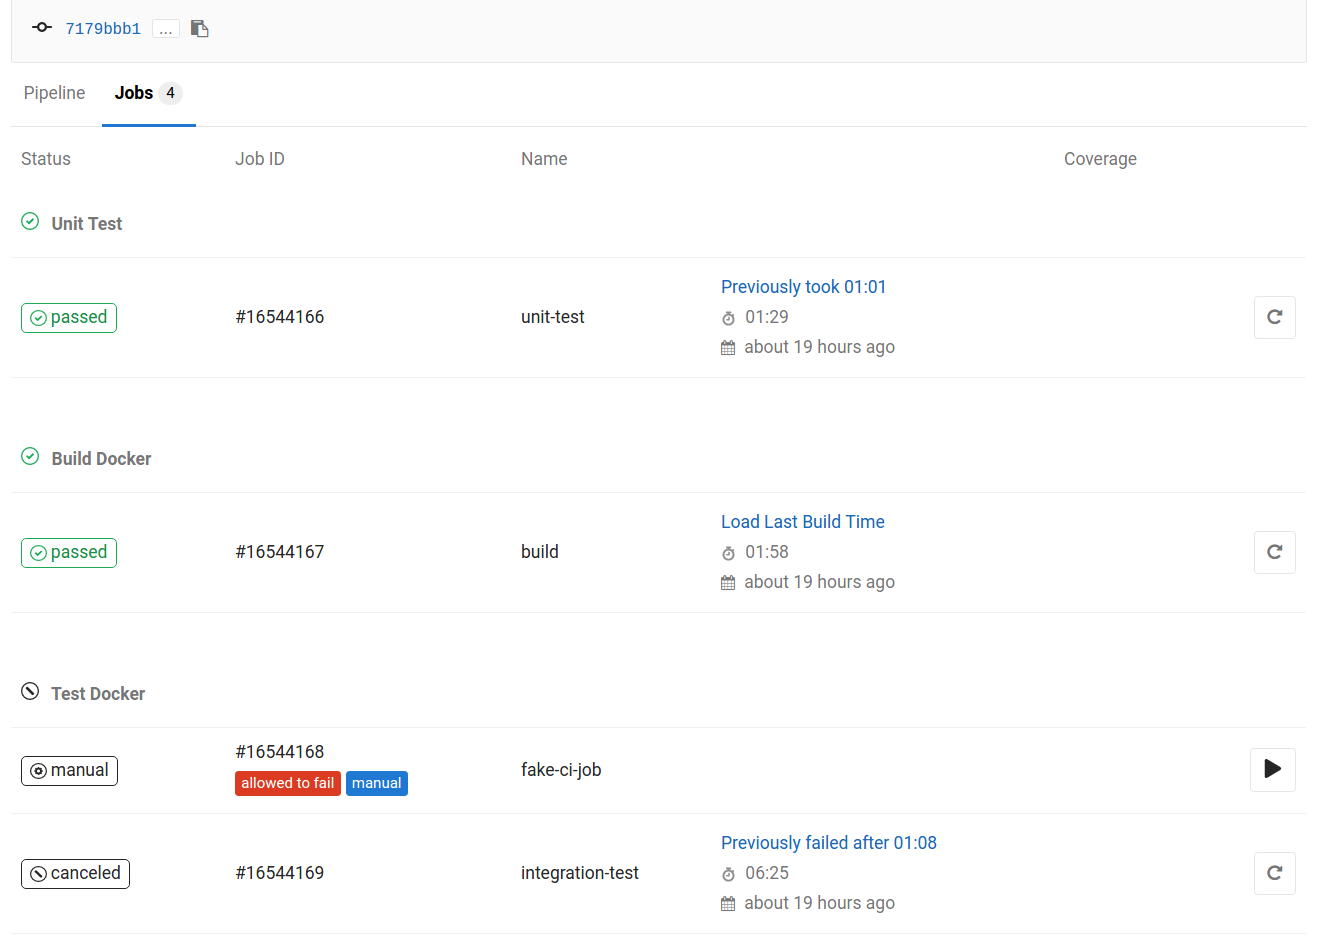 7179bbb1 ...
Pipeline Jobs 4
Status Job ID Name Coverage
Unit Test
Previously took 01:01
passed #16544166 unit-test 01:29
about 19 hours ago
Build Docker
Load Last Build Time
passed #16544167 build 01:58
about 19 hours ago
Test Docker
#16544168
manual fake-ci-job
allowed to fail manual
Previously failed after 01:08
canceled #16544169 integration-test 06:25
about 19 hours ago